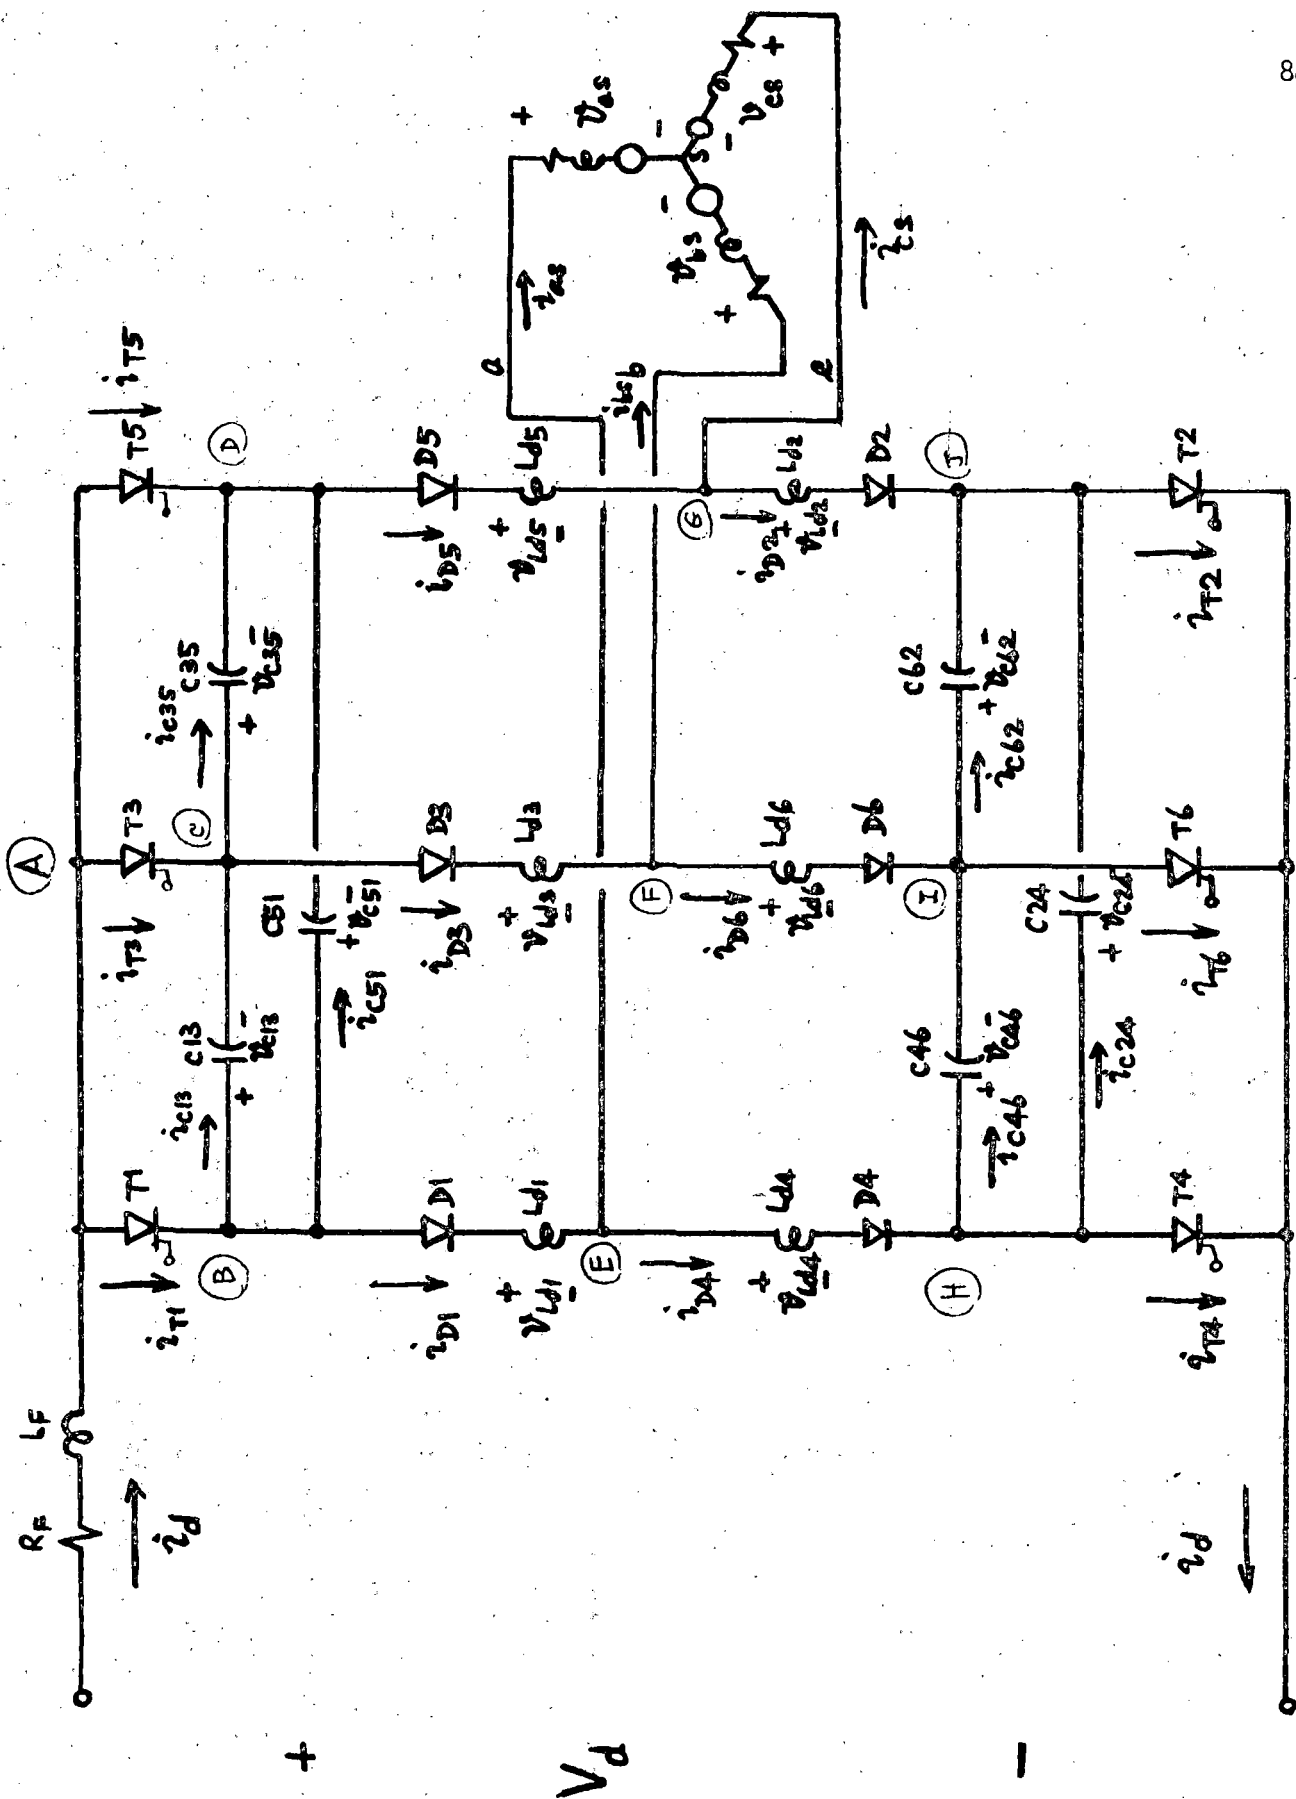 R_F L_F A
i_T3 T1 T3 T5 i_T5
i_T1 i_d
i_C13 C13 C i_C35 C35
B D
+ v_C13 − + v_C35 −
C51
+ v_C51 −
i_C51
+
i_D1 D1 i_D3 D3 i_D5 D5
+ v_Ld1 − Ld1 + v_Ld3 − Ld3 + v_Ld5 − Ld5
a i_as + v_as −
V_d
E F G i_bs b
i_D4 i_D6 i_D2
+ v_bs − s − v_cs +
+ v_Ld4 − Ld4 + v_Ld6 − Ld6 + v_Ld2 − Ld2
c
D4 D6 D2 i_cs
H C46 I C62 J
+ v_C46 − + v_C62 −
i_C46 i_C62
−
C24
+ v_C24 −
i_C24
T4 T6 T2
i_d i_T4 i_T6 i_T2